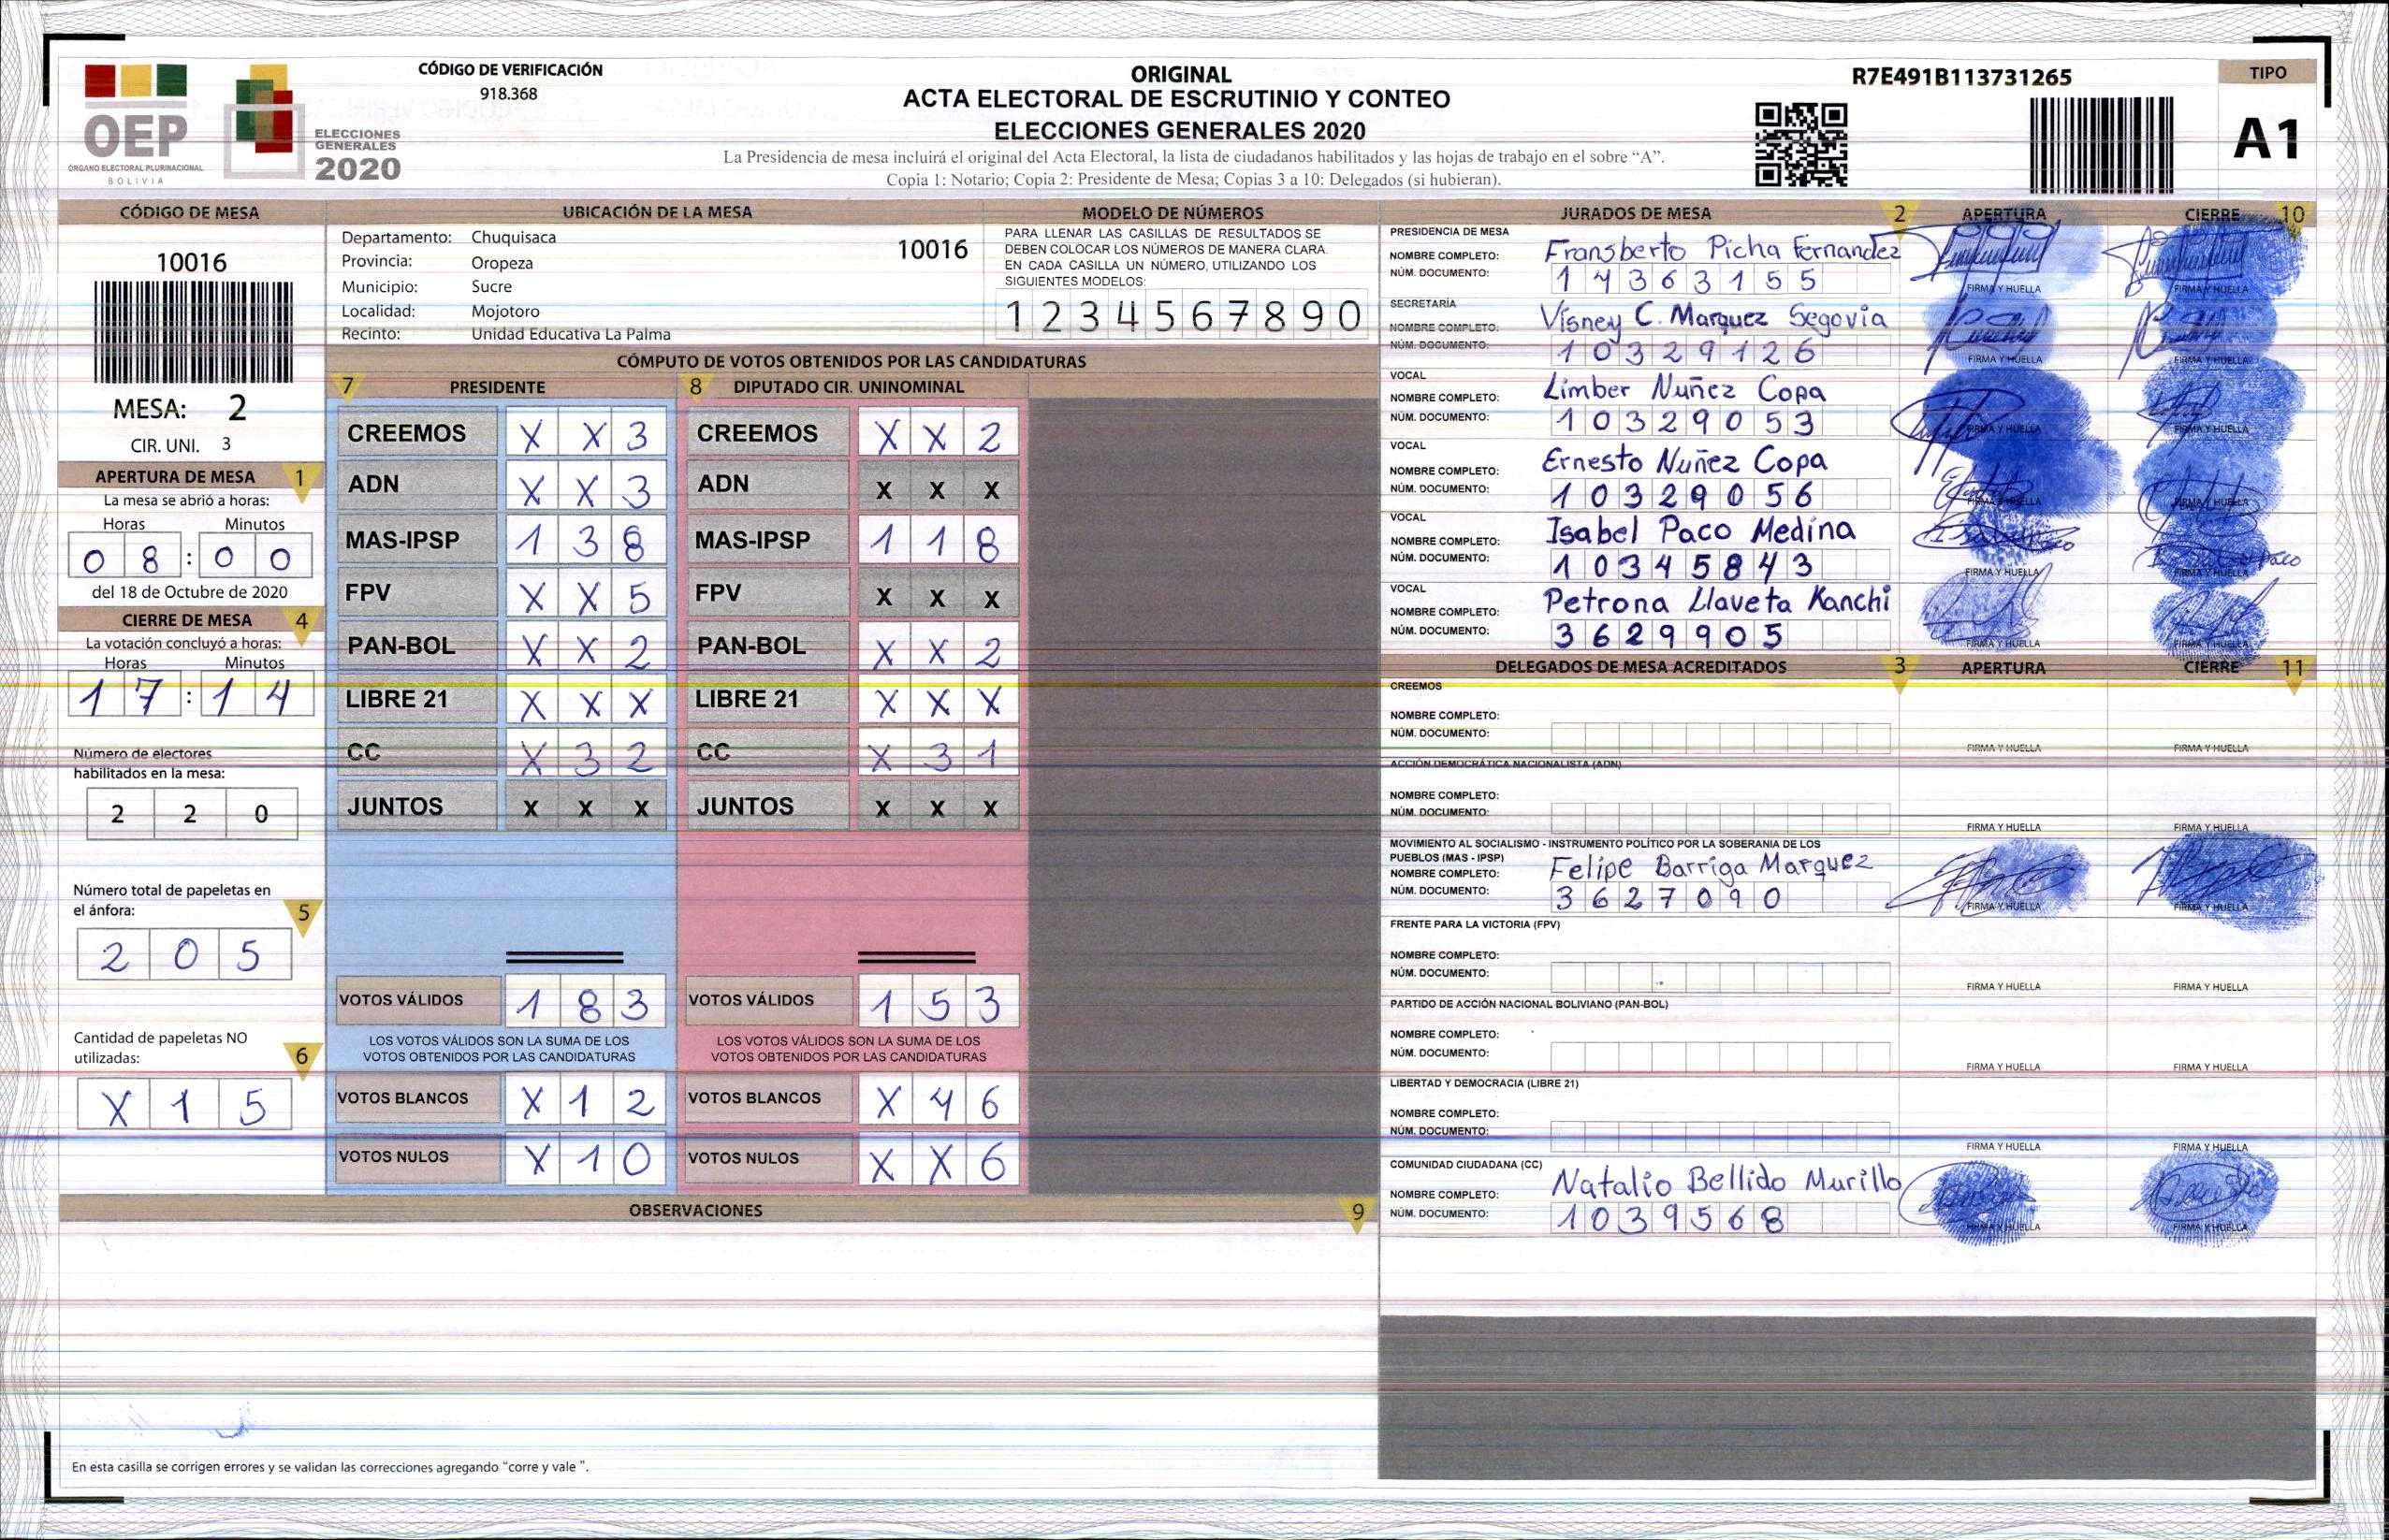 OEP
ÓRGANO ELECTORAL PLURINACIONAL
BOLIVIA
ELECCIONES
GENERALES
2020
CÓDIGO DE VERIFICACIÓN
918.368
ORIGINAL
ACTA ELECTORAL DE ESCRUTINIO Y CONTEO
ELECCIONES GENERALES 2020
La Presidencia de mesa incluirá el original del Acta Electoral, la lista de ciudadanos habilitados y las hojas de trabajo en el sobre “A”.
Copia 1: Notario; Copia 2: Presidente de Mesa; Copias 3 a 10: Delegados (si hubieran).
R7E491B113731265
TIPO
A1
CÓDIGO DE MESA
10016
MESA: 2
CIR. UNI. 3
APERTURA DE MESA 1
La mesa se abrió a horas:
Horas Minutos
0 8 : 0 0
del 18 de Octubre de 2020
CIERRE DE MESA 4
La votación concluyó a horas:
Horas Minutos
1 7 : 1 4
Número de electores
habilitados en la mesa:
2 2 0
Número total de papeletas en
el ánfora: 5
2 0 5
Cantidad de papeletas NO
utilizadas: 6
X 1 5
UBICACIÓN DE LA MESA
Departamento: Chuquisaca 10016
Provincia: Oropeza
Municipio: Sucre
Localidad: Mojotoro
Recinto: Unidad Educativa La Palma
MODELO DE NÚMEROS
PARA LLENAR LAS CASILLAS DE RESULTADOS SE
DEBEN COLOCAR LOS NÚMEROS DE MANERA CLARA
EN CADA CASILLA UN NÚMERO, UTILIZANDO LOS
SIGUIENTES MODELOS:
1 2 3 4 5 6 7 8 9 0
CÓMPUTO DE VOTOS OBTENIDOS POR LAS CANDIDATURAS
7 PRESIDENTE 8 DIPUTADO CIR. UNINOMINAL
CREEMOS X X 3 CREEMOS X X 2
ADN X X 3 ADN X X X
MAS-IPSP 1 3 8 MAS-IPSP 1 1 8
FPV X X 5 FPV X X X
PAN-BOL X X 2 PAN-BOL X X 2
LIBRE 21 X X X LIBRE 21 X X X
CC X 3 2 CC X 3 1
JUNTOS X X X JUNTOS X X X
VOTOS VÁLIDOS 1 8 3 VOTOS VÁLIDOS 1 5 3
LOS VOTOS VÁLIDOS SON LA SUMA DE LOS LOS VOTOS VÁLIDOS SON LA SUMA DE LOS
VOTOS OBTENIDOS POR LAS CANDIDATURAS VOTOS OBTENIDOS POR LAS CANDIDATURAS
VOTOS BLANCOS X 1 2 VOTOS BLANCOS X 4 6
VOTOS NULOS X 1 0 VOTOS NULOS X X 6
OBSERVACIONES 9
En esta casilla se corrigen errores y se validan las correcciones agregando “corre y vale ”.
JURADOS DE MESA 2 APERTURA CIERRE 10
PRESIDENCIA DE MESA
NOMBRE COMPLETO: Fransberto Picha Fernandez
NÚM. DOCUMENTO: 1 4 3 6 3 1 5 5
FIRMA Y HUELLA FIRMA Y HUELLA
SECRETARÍA
NOMBRE COMPLETO: Visney C. Marquez Segovia
NÚM. DOCUMENTO: 1 0 3 2 9 1 2 6
FIRMA Y HUELLA FIRMA Y HUELLA
VOCAL
NOMBRE COMPLETO: Limber Nuñez Copa
NÚM. DOCUMENTO: 1 0 3 2 9 0 5 3
FIRMA Y HUELLA FIRMA Y HUELLA
VOCAL
NOMBRE COMPLETO: Ernesto Nuñez Copa
NÚM. DOCUMENTO: 1 0 3 2 9 0 5 6
FIRMA Y HUELLA FIRMA Y HUELLA
VOCAL
NOMBRE COMPLETO: Isabel Paco Medina
NÚM. DOCUMENTO: 1 0 3 4 5 8 4 3
FIRMA Y HUELLA FIRMA Y HUELLA
VOCAL
NOMBRE COMPLETO: Petrona Llaveta Kanchi
NÚM. DOCUMENTO: 3 6 2 9 9 0 5
FIRMA Y HUELLA FIRMA Y HUELLA
DELEGADOS DE MESA ACREDITADOS 3 APERTURA CIERRE 11
CREEMOS
NOMBRE COMPLETO:
NÚM. DOCUMENTO:
FIRMA Y HUELLA FIRMA Y HUELLA
ACCIÓN DEMOCRÁTICA NACIONALISTA (ADN)
NOMBRE COMPLETO:
NÚM. DOCUMENTO:
FIRMA Y HUELLA FIRMA Y HUELLA
MOVIMIENTO AL SOCIALISMO - INSTRUMENTO POLÍTICO POR LA SOBERANIA DE LOS
PUEBLOS (MAS - IPSP)
NOMBRE COMPLETO: Felipe Barriga Marquez
NÚM. DOCUMENTO: 3 6 2 7 0 9 0
FIRMA Y HUELLA FIRMA Y HUELLA
FRENTE PARA LA VICTORIA (FPV)
NOMBRE COMPLETO:
NÚM. DOCUMENTO:
FIRMA Y HUELLA FIRMA Y HUELLA
PARTIDO DE ACCIÓN NACIONAL BOLIVIANO (PAN-BOL)
NOMBRE COMPLETO:
NÚM. DOCUMENTO:
FIRMA Y HUELLA FIRMA Y HUELLA
LIBERTAD Y DEMOCRACIA (LIBRE 21)
NOMBRE COMPLETO:
NÚM. DOCUMENTO:
FIRMA Y HUELLA FIRMA Y HUELLA
COMUNIDAD CIUDADANA (CC)
NOMBRE COMPLETO: Natalio Bellido Murillo
NÚM. DOCUMENTO: 1 0 3 9 5 6 8
FIRMA Y HUELLA FIRMA Y HUELLA